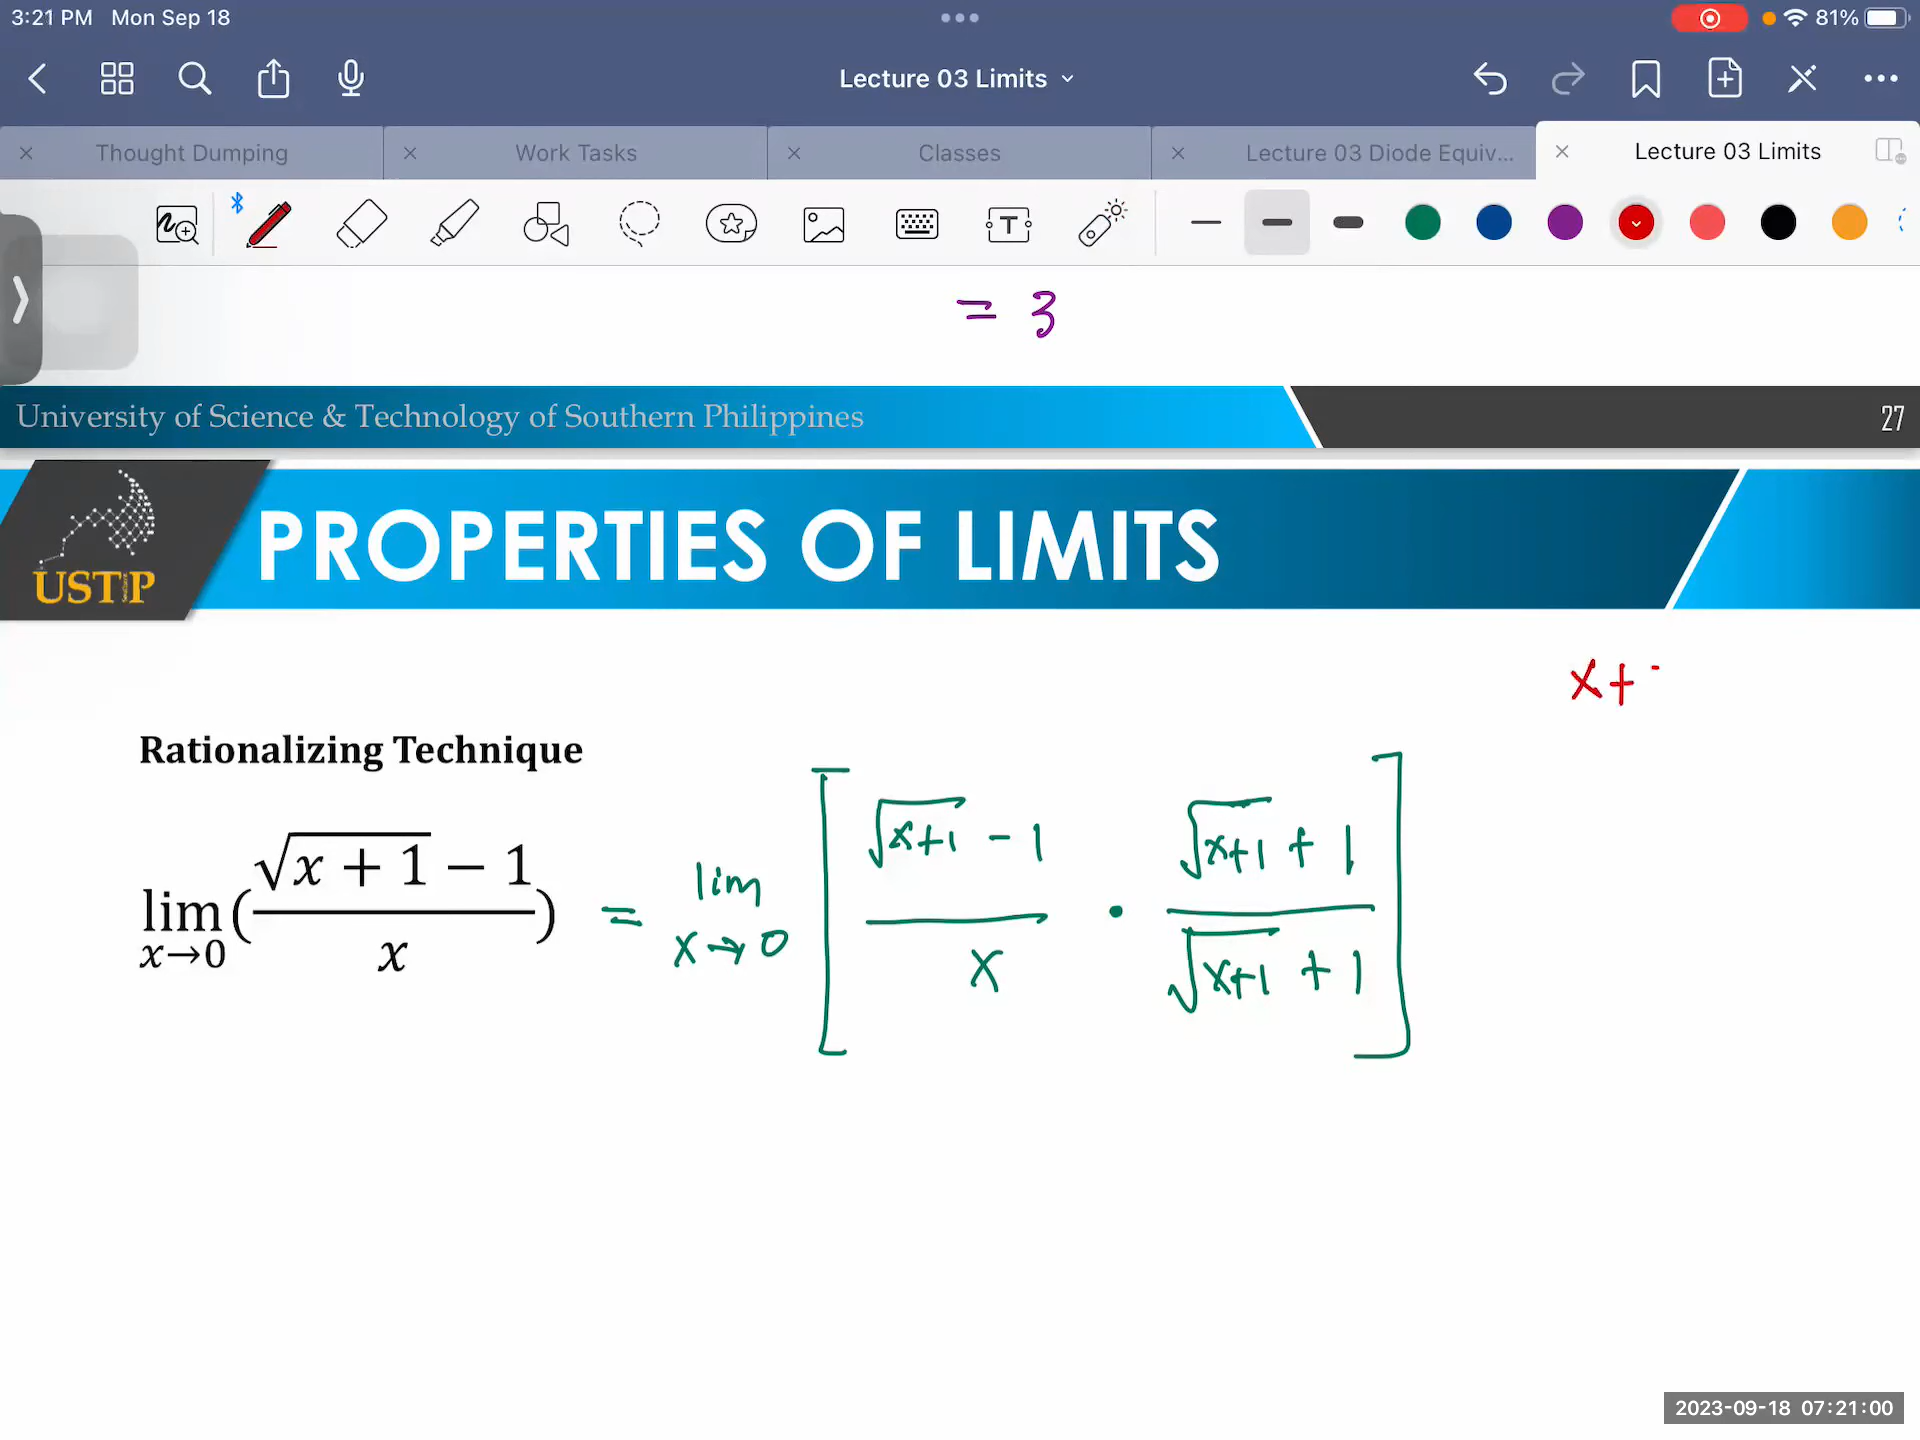 3:21 PM Mon Sep 18
81%
Lecture 03 Limits
Thought Dumping
Work Tasks
Classes
Lecture 03 Diode Equiv...
Lecture 03 Limits
T
= 3
University of Science & Technology of Southern Philippines
27
USTP
PROPERTIES OF LIMITS
x+
Rationalizing Technique
lim x→0 (√(x + 1) − 1 / x) = lim x→0 [ √(x+1) − 1 / x · √(x+1) + 1 / √(x+1) + 1 ]
2023-09-18 07:21:00